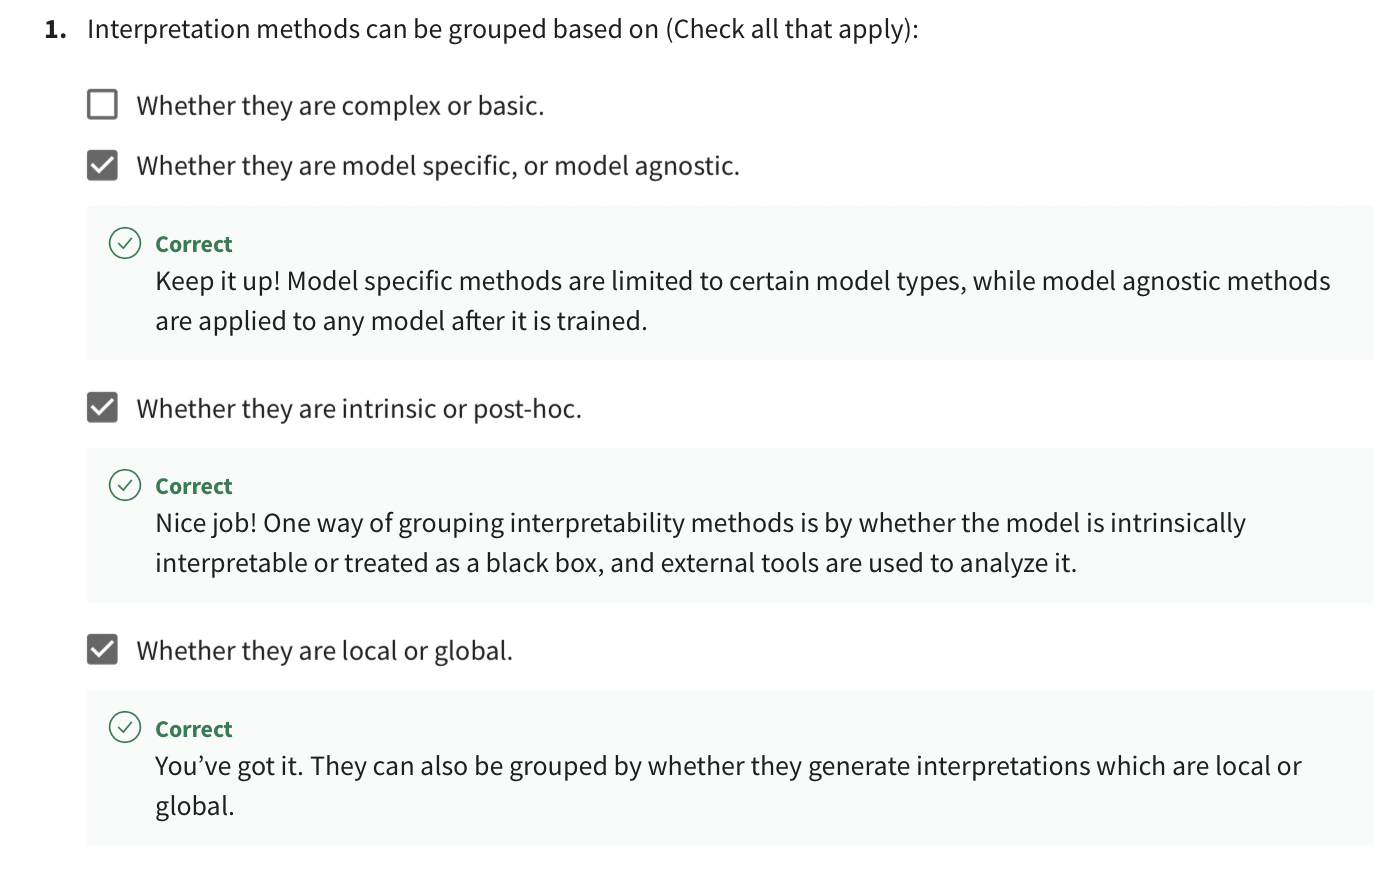 1. Interpretation methods can be grouped based on (Check all that apply):
Whether they are complex or basic.
Whether they are model specific, or model agnostic.
Correct
Keep it up! Model specific methods are limited to certain model types, while model agnostic methods
are applied to any model after it is trained.
Whether they are intrinsic or post-hoc.
Correct
Nice job! One way of grouping interpretability methods is by whether the model is intrinsically
interpretable or treated as a black box, and external tools are used to analyze it.
Whether they are local or global.
Correct
You’ve got it. They can also be grouped by whether they generate interpretations which are local or
global.